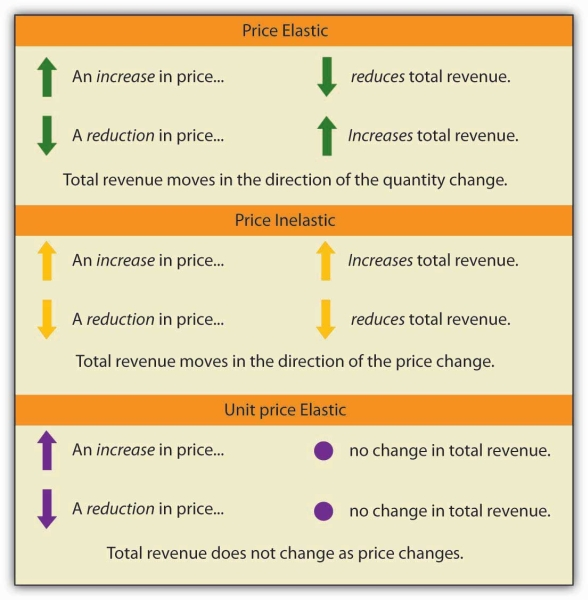 Price Elastic
An increase in price... reduces total revenue.
A reduction in price... Increases total revenue.
Total revenue moves in the direction of the quantity change.
Price Inelastic
An increase in price... Increases total revenue.
A reduction in price... reduces total revenue.
Total revenue moves in the direction of the price change.
Unit price Elastic
An increase in price... no change in total revenue.
A reduction in price... no change in total revenue.
Total revenue does not change as price changes.